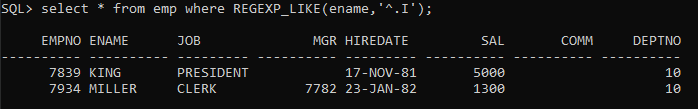 SQL> select * from emp where REGEXP_LIKE(ename,'^.I');
EMPNO ENAME      JOB              MGR HIREDATE         SAL       COMM     DEPTNO
---------- ---------- --------- ---------- --------- ---------- ---------- ----------
7839 KING       PRESIDENT            17-NOV-81       5000                    10
7934 MILLER     CLERK           7782 23-JAN-82       1300                    10